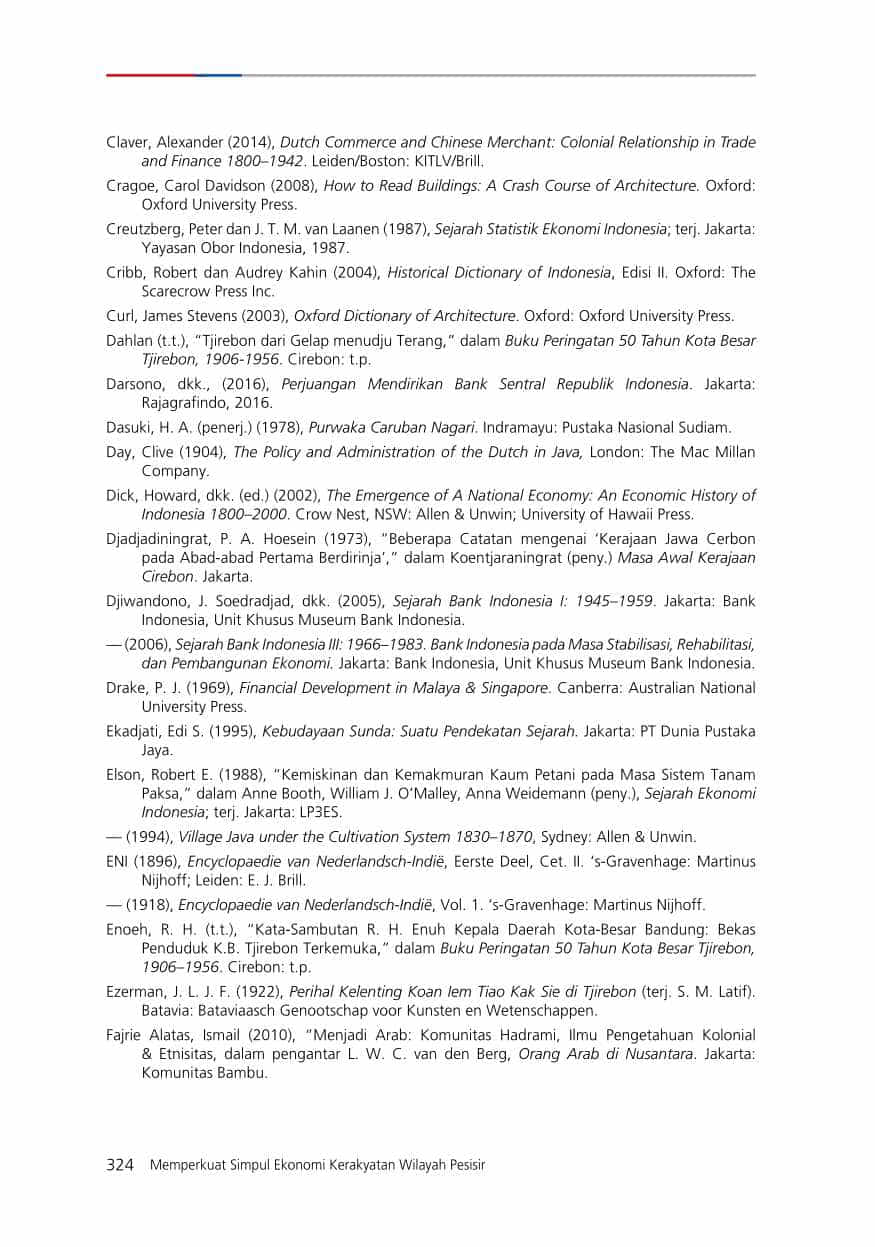 Claver, Alexander (2014), Dutch Commerce and Chinese Merchant: Colonial Relationship in Trade
and Finance 1800–1942. Leiden/Boston: KlTLV/Brill.
Cragoe, Carol Davidson (2008), How to Read Buildings: A Crash Course of Architecture. Oxford:
Oxford University Press.
Creutzberg, Peter dan J. T. M. van Laanen (1987), Sejarah Statistik Ekonomi Indonesia; terj. Jakarta:
Yayasan Obor Indonesia, 1987.
Cribb, Robert dan Audrey Kahin (2004), Historical Dictionary of Indonesia, Edisi II. Oxford: The
Scarecrow Press Inc.
Curl, James Stevens (2003), Oxford Dictionary of Architecture. Oxford: Oxford University Press.
Dahlan (t.t.), “Tjirebon dari Gelap menudju Terang,” dalam Buku Peringatan 50 Tahun Kota Besar
Tjirebon, 1906-1956. Cirebon: t.p.
Darsono, dkk., (2016), Perjuangan Mendirikan Bank Sentral Republik Indonesia. Jakarta:
Rajagrafindo, 2016.
Dasuki, H. A. (penerj.) (1978), Purwaka Caruban Nagari. Indramayu: Pustaka Nasional Sudiam.
Day, Clive (1904), The Policy and Administration of the Dutch in Java, London: The Mac Millan
Company.
Dick, Howard, dkk. (ed.) (2002), The Emergence of A National Economy: An Economic History of
Indonesia 1800–2000. Crow Nest, NSW: Allen & Unwin; University of Hawaii Press.
Djadjadiningrat, P. A. Hoesein (1973), “Beberapa Catatan mengenai ‘Kerajaan Jawa Cerbon
pada Abad-abad Pertama Berdirinja’,” dalam Koentjaraningrat (peny.) Masa Awal Kerajaan
Cirebon. Jakarta.
Djiwandono, J. Soedradjad, dkk. (2005), Sejarah Bank Indonesia I: 1945–1959. Jakarta: Bank
Indonesia, Unit Khusus Museum Bank Indonesia.
— (2006), Sejarah Bank Indonesia III: 1966–1983. Bank Indonesia pada Masa Stabilisasi, Rehabilitasi,
dan Pembangunan Ekonomi. Jakarta: Bank Indonesia, Unit Khusus Museum Bank Indonesia.
Drake, P. J. (1969), Financial Development in Malaya & Singapore. Canberra: Australian National
University Press.
Ekadjati, Edi S. (1995), Kebudayaan Sunda: Suatu Pendekatan Sejarah. Jakarta: PT Dunia Pustaka
Jaya.
Elson, Robert E. (1988), “Kemiskinan dan Kemakmuran Kaum Petani pada Masa Sistem Tanam
Paksa,” dalam Anne Booth, William J. O’Malley, Anna Weidemann (peny.), Sejarah Ekonomi
Indonesia; terj. Jakarta: LP3ES.
— (1994), Village Java under the Cultivation System 1830–1870, Sydney: Allen & Unwin.
ENI (1896), Encyclopaedie van Nederlandsch-Indië, Eerste Deel, Cet. II. ‘s-Gravenhage: Martinus
Nijhoff; Leiden: E. J. Brill.
— (1918), Encyclopaedie van Nederlandsch-Indië, Vol. 1. ‘s-Gravenhage: Martinus Nijhoff.
Enoeh, R. H. (t.t.), “Kata-Sambutan R. H. Enuh Kepala Daerah Kota-Besar Bandung: Bekas
Penduduk K.B. Tjirebon Terkemuka,” dalam Buku Peringatan 50 Tahun Kota Besar Tjirebon,
1906–1956. Cirebon: t.p.
Ezerman, J. L. J. F. (1922), Perihal Kelenting Koan Iem Tiao Kak Sie di Tjirebon (terj. S. M. Latif).
Batavia: Bataviaasch Genootschap voor Kunsten en Wetenschappen.
Fajrie Alatas, Ismail (2010), “Menjadi Arab: Komunitas Hadrami, Ilmu Pengetahuan Kolonial
& Etnisitas, dalam pengantar L. W. C. van den Berg, Orang Arab di Nusantara. Jakarta:
Komunitas Bambu.
324 Memperkuat Simpul Ekonomi Kerakyatan Wilayah Pesisir